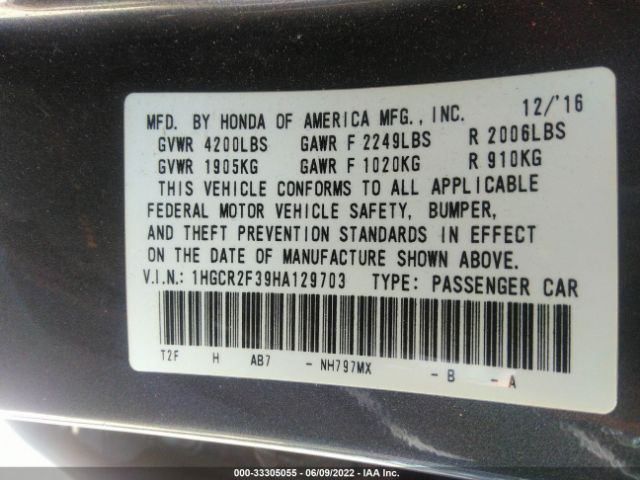 MFD. BY HONDA OF AMERICA MFG., INC. 12/'16
GVWR 4200LBS GAWR F 2249LBS R 2006LBS
GVWR 1905KG GAWR F 1020KG R 910KG
THIS VEHICLE CONFORMS TO ALL APPLICABLE
FEDERAL MOTOR VEHICLE SAFETY, BUMPER,
AND THEFT PREVENTION STANDARDS IN EFFECT
ON THE DATE OF MANUFACTURE SHOWN ABOVE.
V.I.N.: 1HGCR2F39HA129703 TYPE: PASSENGER CAR
T2F H AB7 - NH797MX - B - A
000-33305055 - 06/09/2022 - IAA Inc.